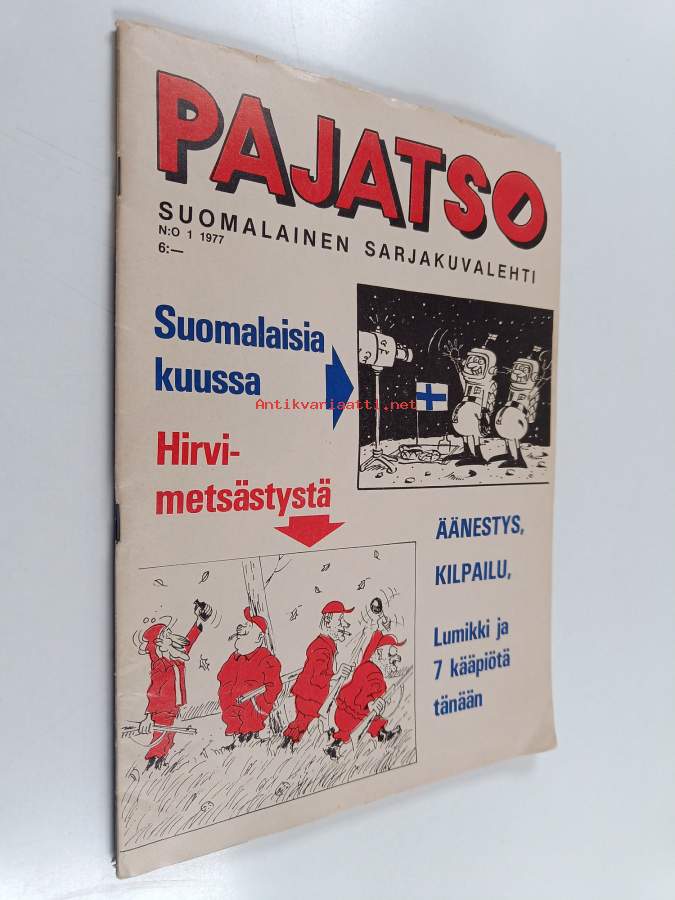 PAJATSO
SUOMALAINEN SARJAKUVALEHTI
N:O 1 1977
6:—
Suomalaisia
kuussa
Antikvariaatti.net
Hirvi-
metsästystä
ÄÄNESTYS,
KILPAILU,
Lumikki ja
7 kääpiötä
tänään